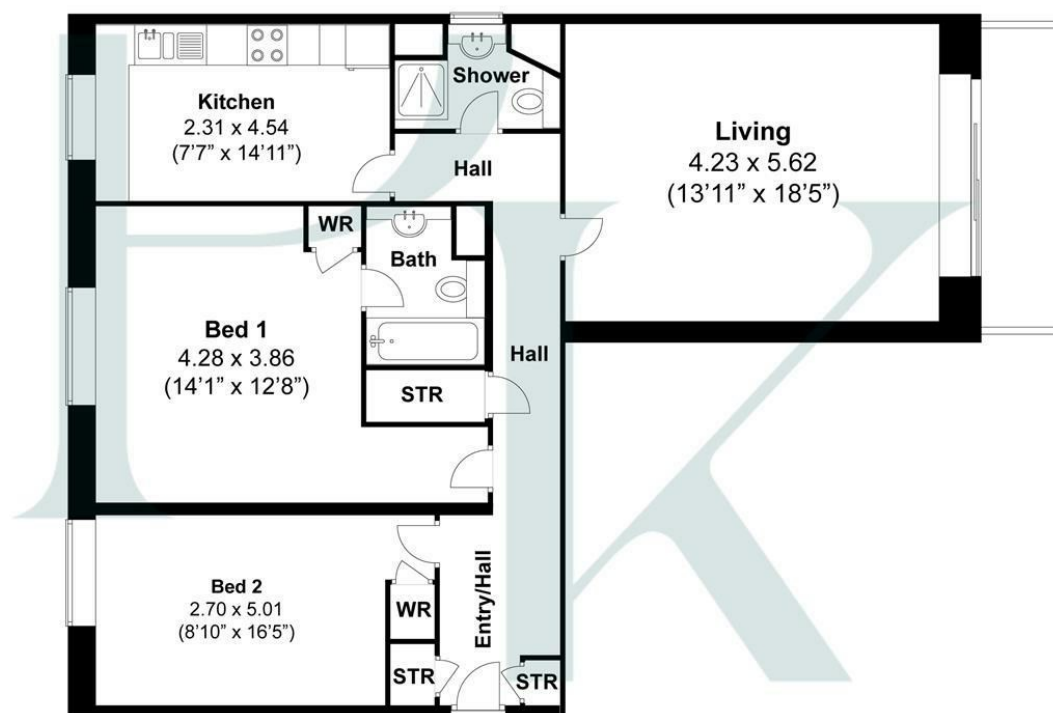 Kitchen
2.31 x 4.54
(7’7” x 14’11”)
Shower
Hall
Living
4.23 x 5.62
(13’11” x 18’5”)
WR
Bath
Bed 1
4.28 x 3.86
(14’1” x 12’8”)
STR
Hall
Bed 2
2.70 x 5.01
(8’10” x 16’5”)
WR
Entry/Hall
STR
STR